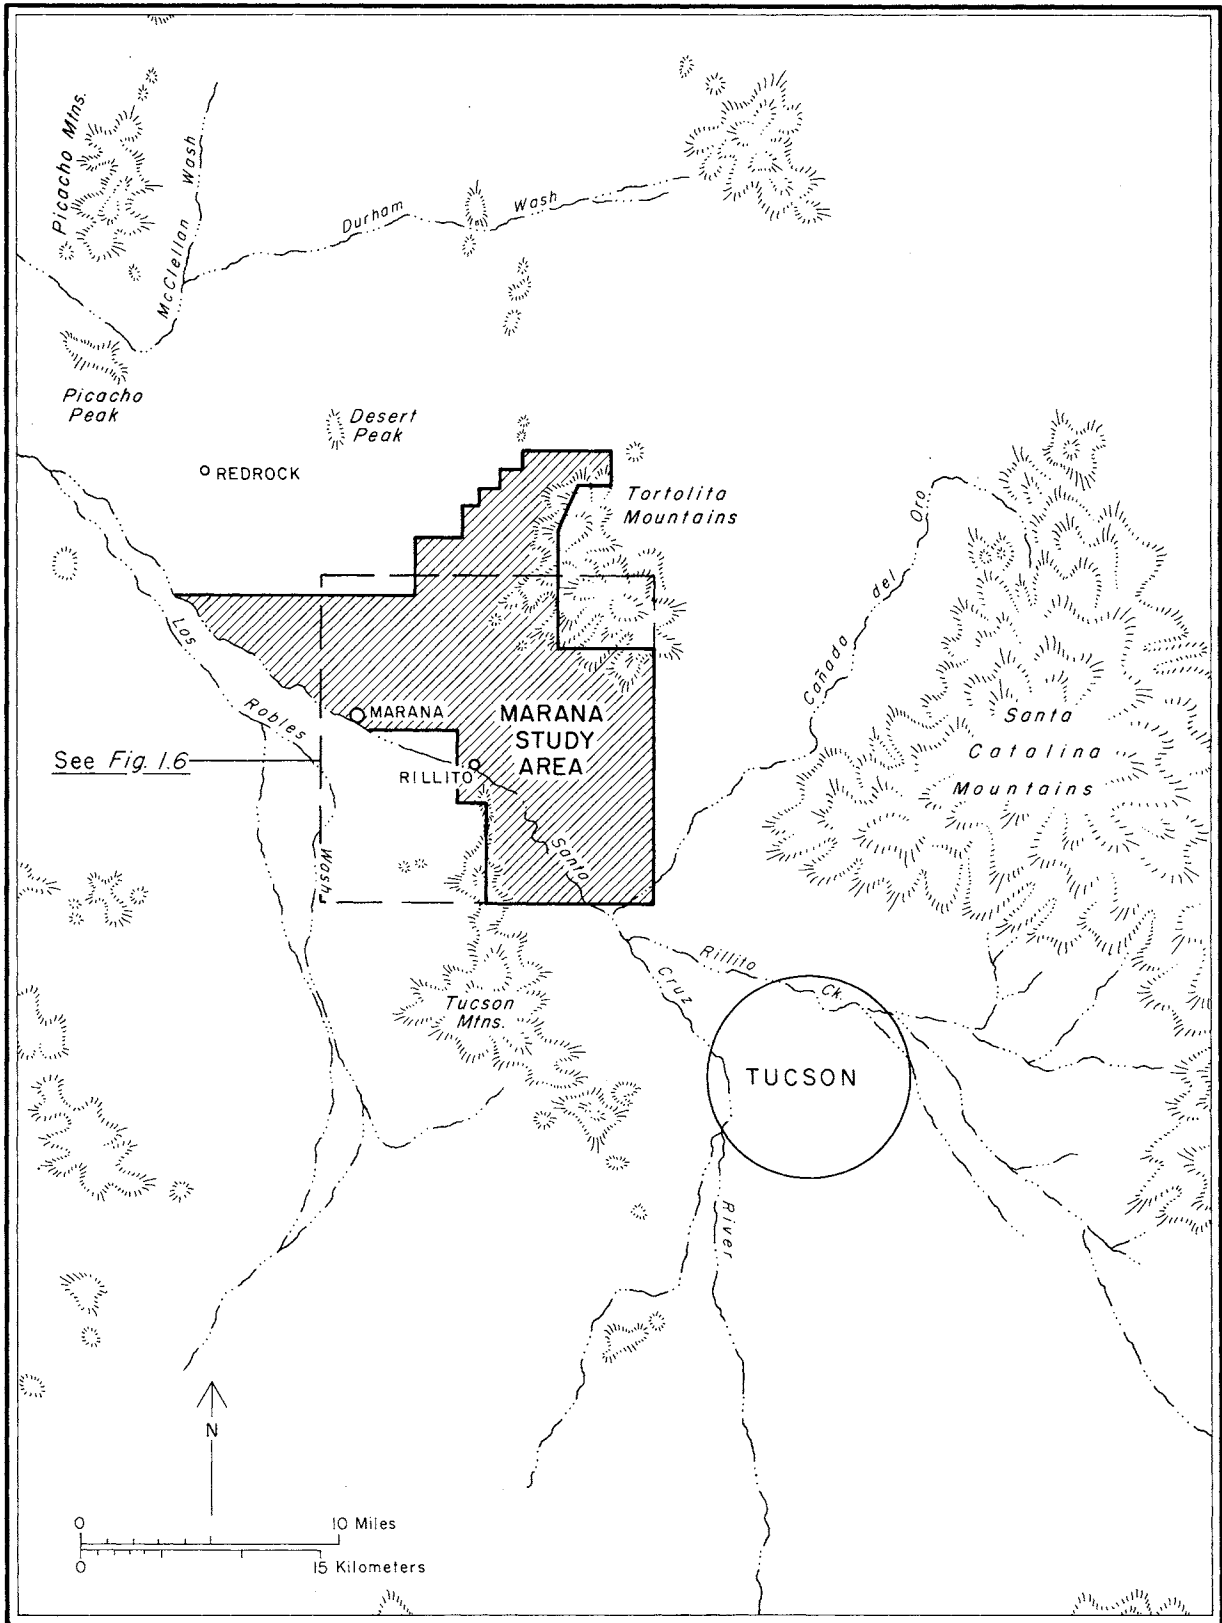 Picacho Mtns.
McClellan Wash
Durham Wash
Picacho
Peak
Desert
Peak
REDROCK
Tortolita
Mountains
Cañada del Oro
Los Robles Wash
MARANA
MARANA
STUDY
AREA
RILLITO
See Fig. 1.6
Santa
Catalina
Mountains
Santa Cruz River
Rillito Ck.
Tucson
Mtns.
TUCSON
N
0 10 Miles
0 15 Kilometers